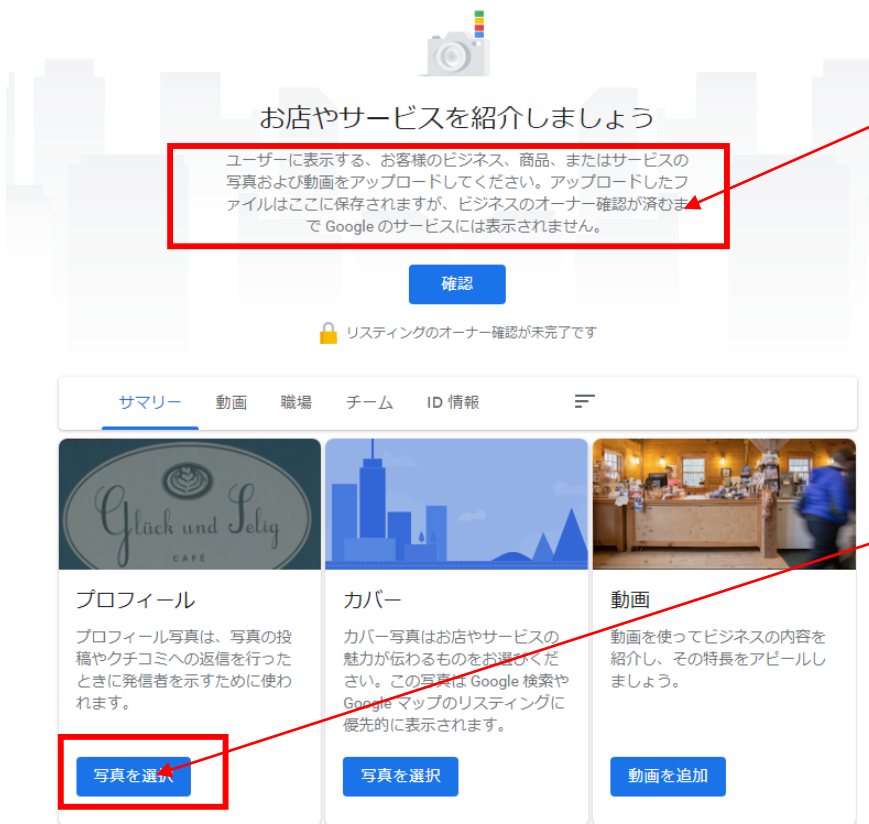 お店やサービスを紹介しましょう
ユーザーに表示する、お客様のビジネス、商品、またはサービスの
写真および動画をアップロードしてください。アップロードしたフ
ァイルはここに保存されますが、ビジネスのオーナー確認が済むま
で Google のサービスには表示されません。
確認
リスティングのオーナー確認が未完了です
サマリー 動画 職場 チーム ID 情報
Glück und Selig
CAFÉ
プロフィール
プロフィール写真は、写真の投
稿やクチコミへの返信を行った
ときに発信者を示すために使わ
れます。
写真を選択
カバー
カバー写真はお店やサービスの
魅力が伝わるものをお選びくだ
さい。この写真は Google 検索や
Google マップのリスティングに
優先的に表示されます。
写真を選択
動画
動画を使ってビジネスの内容を
紹介し、その特長をアピールし
ましょう。
動画を追加